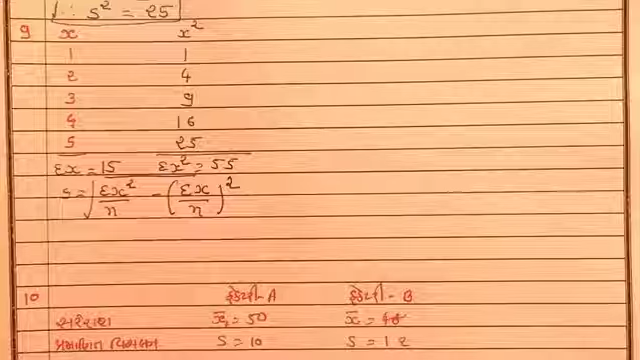 ∴ s² = 25
9 x x²
1 1
2 4
3 9
4 16
5 25
Σx = 15 Σx² = 55
s = √(Σx²/n − (Σx/n)²)
10 ફેક્ટરી-A ફેક્ટરી-B
સરેરાશ x̄ = 50 x̄ = 48
પ્રમાણિત વિચલન s = 10 s = 12